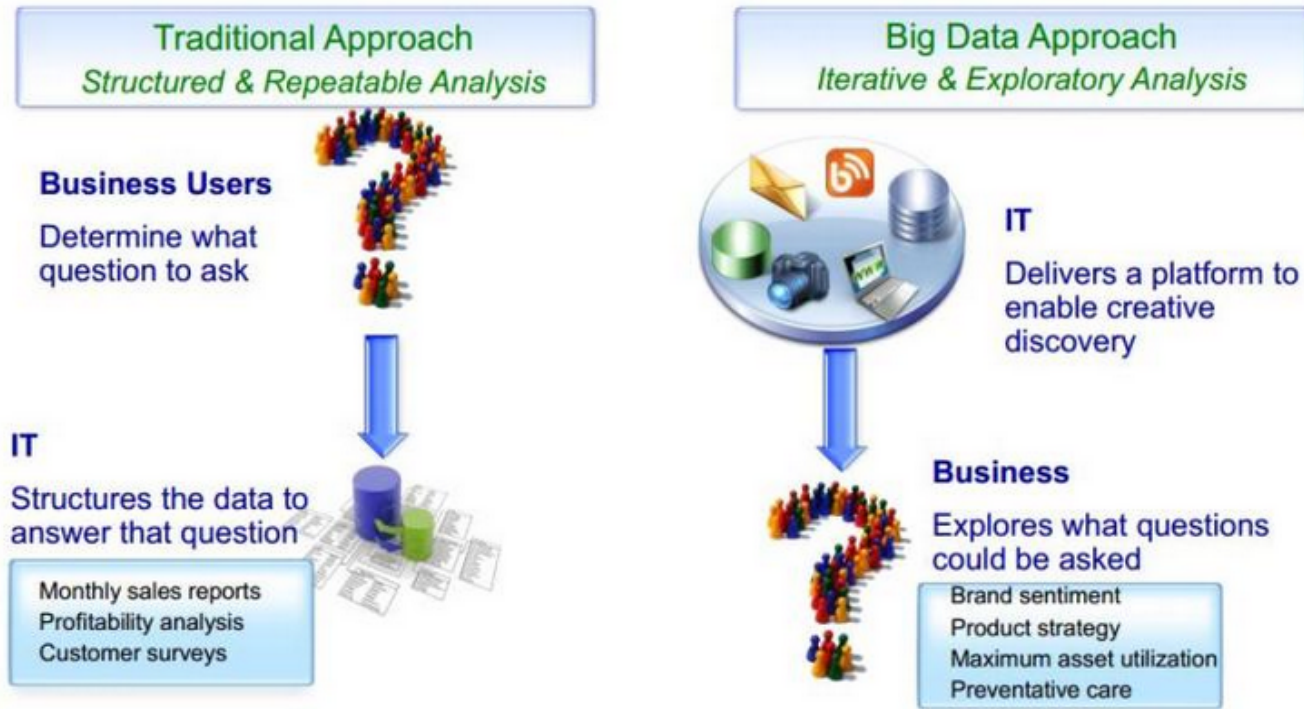 Traditional Approach
Structured & Repeatable Analysis
Business Users
Determine what
question to ask
IT
Structures the data to
answer that question
Monthly sales reports
Profitability analysis
Customer surveys
Big Data Approach
Iterative & Exploratory Analysis
IT
Delivers a platform to
enable creative
discovery
Business
Explores what questions
could be asked
Brand sentiment
Product strategy
Maximum asset utilization
Preventative care